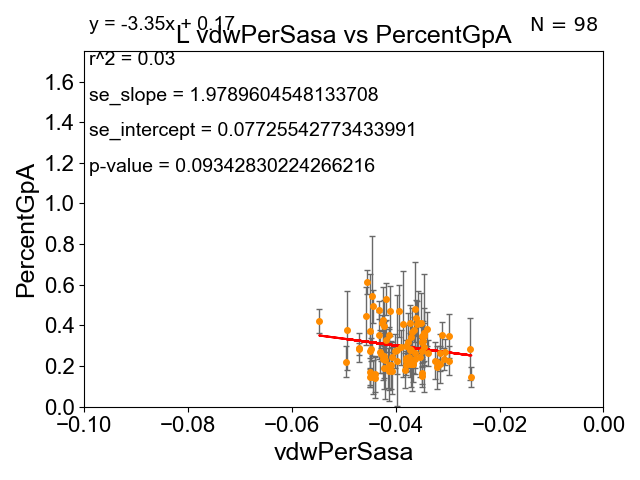 y = -3.35x + 0.17
N = 98
L vdwPerSasa vs PercentGpA
r^2 = 0.03
se_slope = 1.9789604548133708
se_intercept = 0.07725542773433991
p-value = 0.09342830224266216
PercentGpA
1.6
1.4
1.2
1.0
0.8
0.6
0.4
0.2
0.0
−0.10 −0.08 −0.06 −0.04 −0.02 0.00
vdwPerSasa